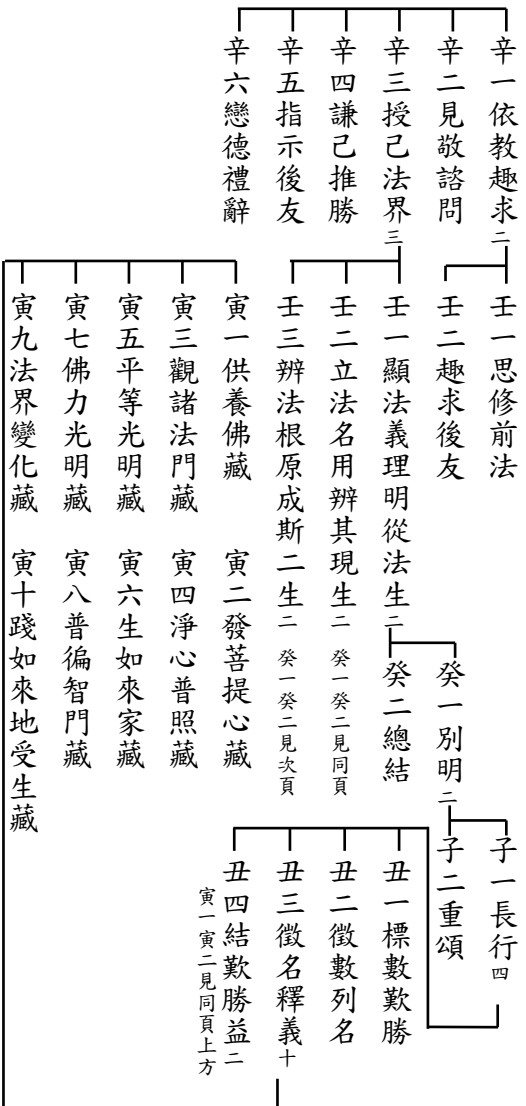 辛一依教趣求二
辛二見敬諮問
辛三授己法界三
辛四謙己推勝
辛五指示後友
辛六戀德禮辭
壬一思修前法
壬二趣求後友
壬一顯法義理明從法生二
壬二立法名用辨其現生二 癸一癸二見同頁
壬三辨法根原成斯二生二 癸一癸二見次頁
癸一別明二
癸二總結
子一長行四
子二重頌
丑一標數歎勝
丑二徵數列名
丑三徵名釋義十
丑四結歎勝益二
寅一寅二見同頁上方
寅一供養佛藏 寅二發菩提心藏
寅三觀諸法門藏 寅四淨心普照藏
寅五平等光明藏 寅六生如來家藏
寅七佛力光明藏 寅八普徧智門藏
寅九法界變化藏 寅十踐如來地受生藏